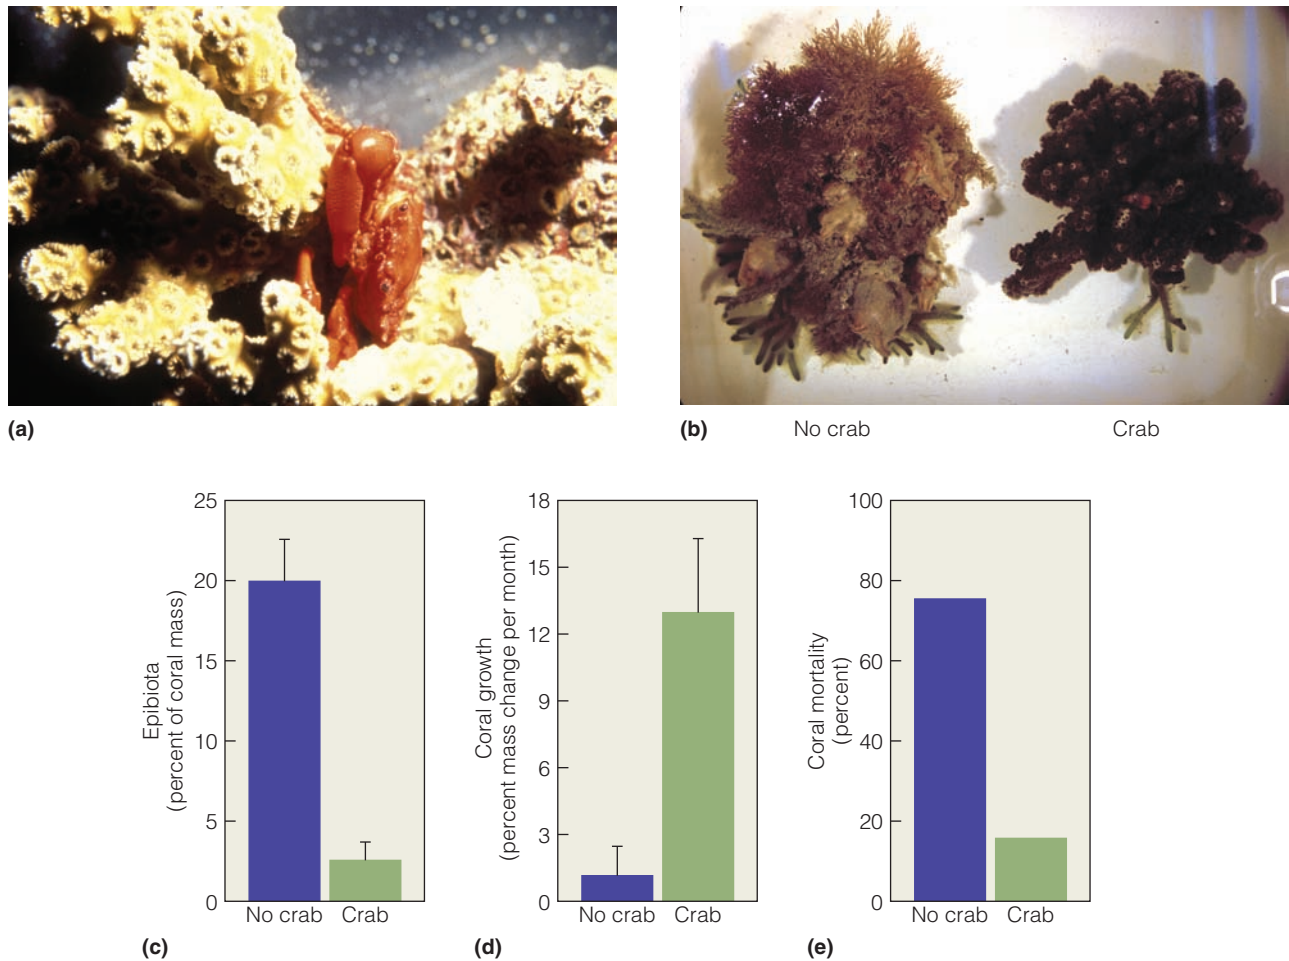 (a)
(b)
No crab
Crab
25
20
15
10
5
0
Epibiota
(percent of coral mass)
No crab
Crab
(c)
18
15
12
9
6
3
0
Coral growth
(percent mass change per month)
No crab
Crab
(d)
100
80
60
40
20
0
Coral mortality
(percent)
No crab
Crab
(e)